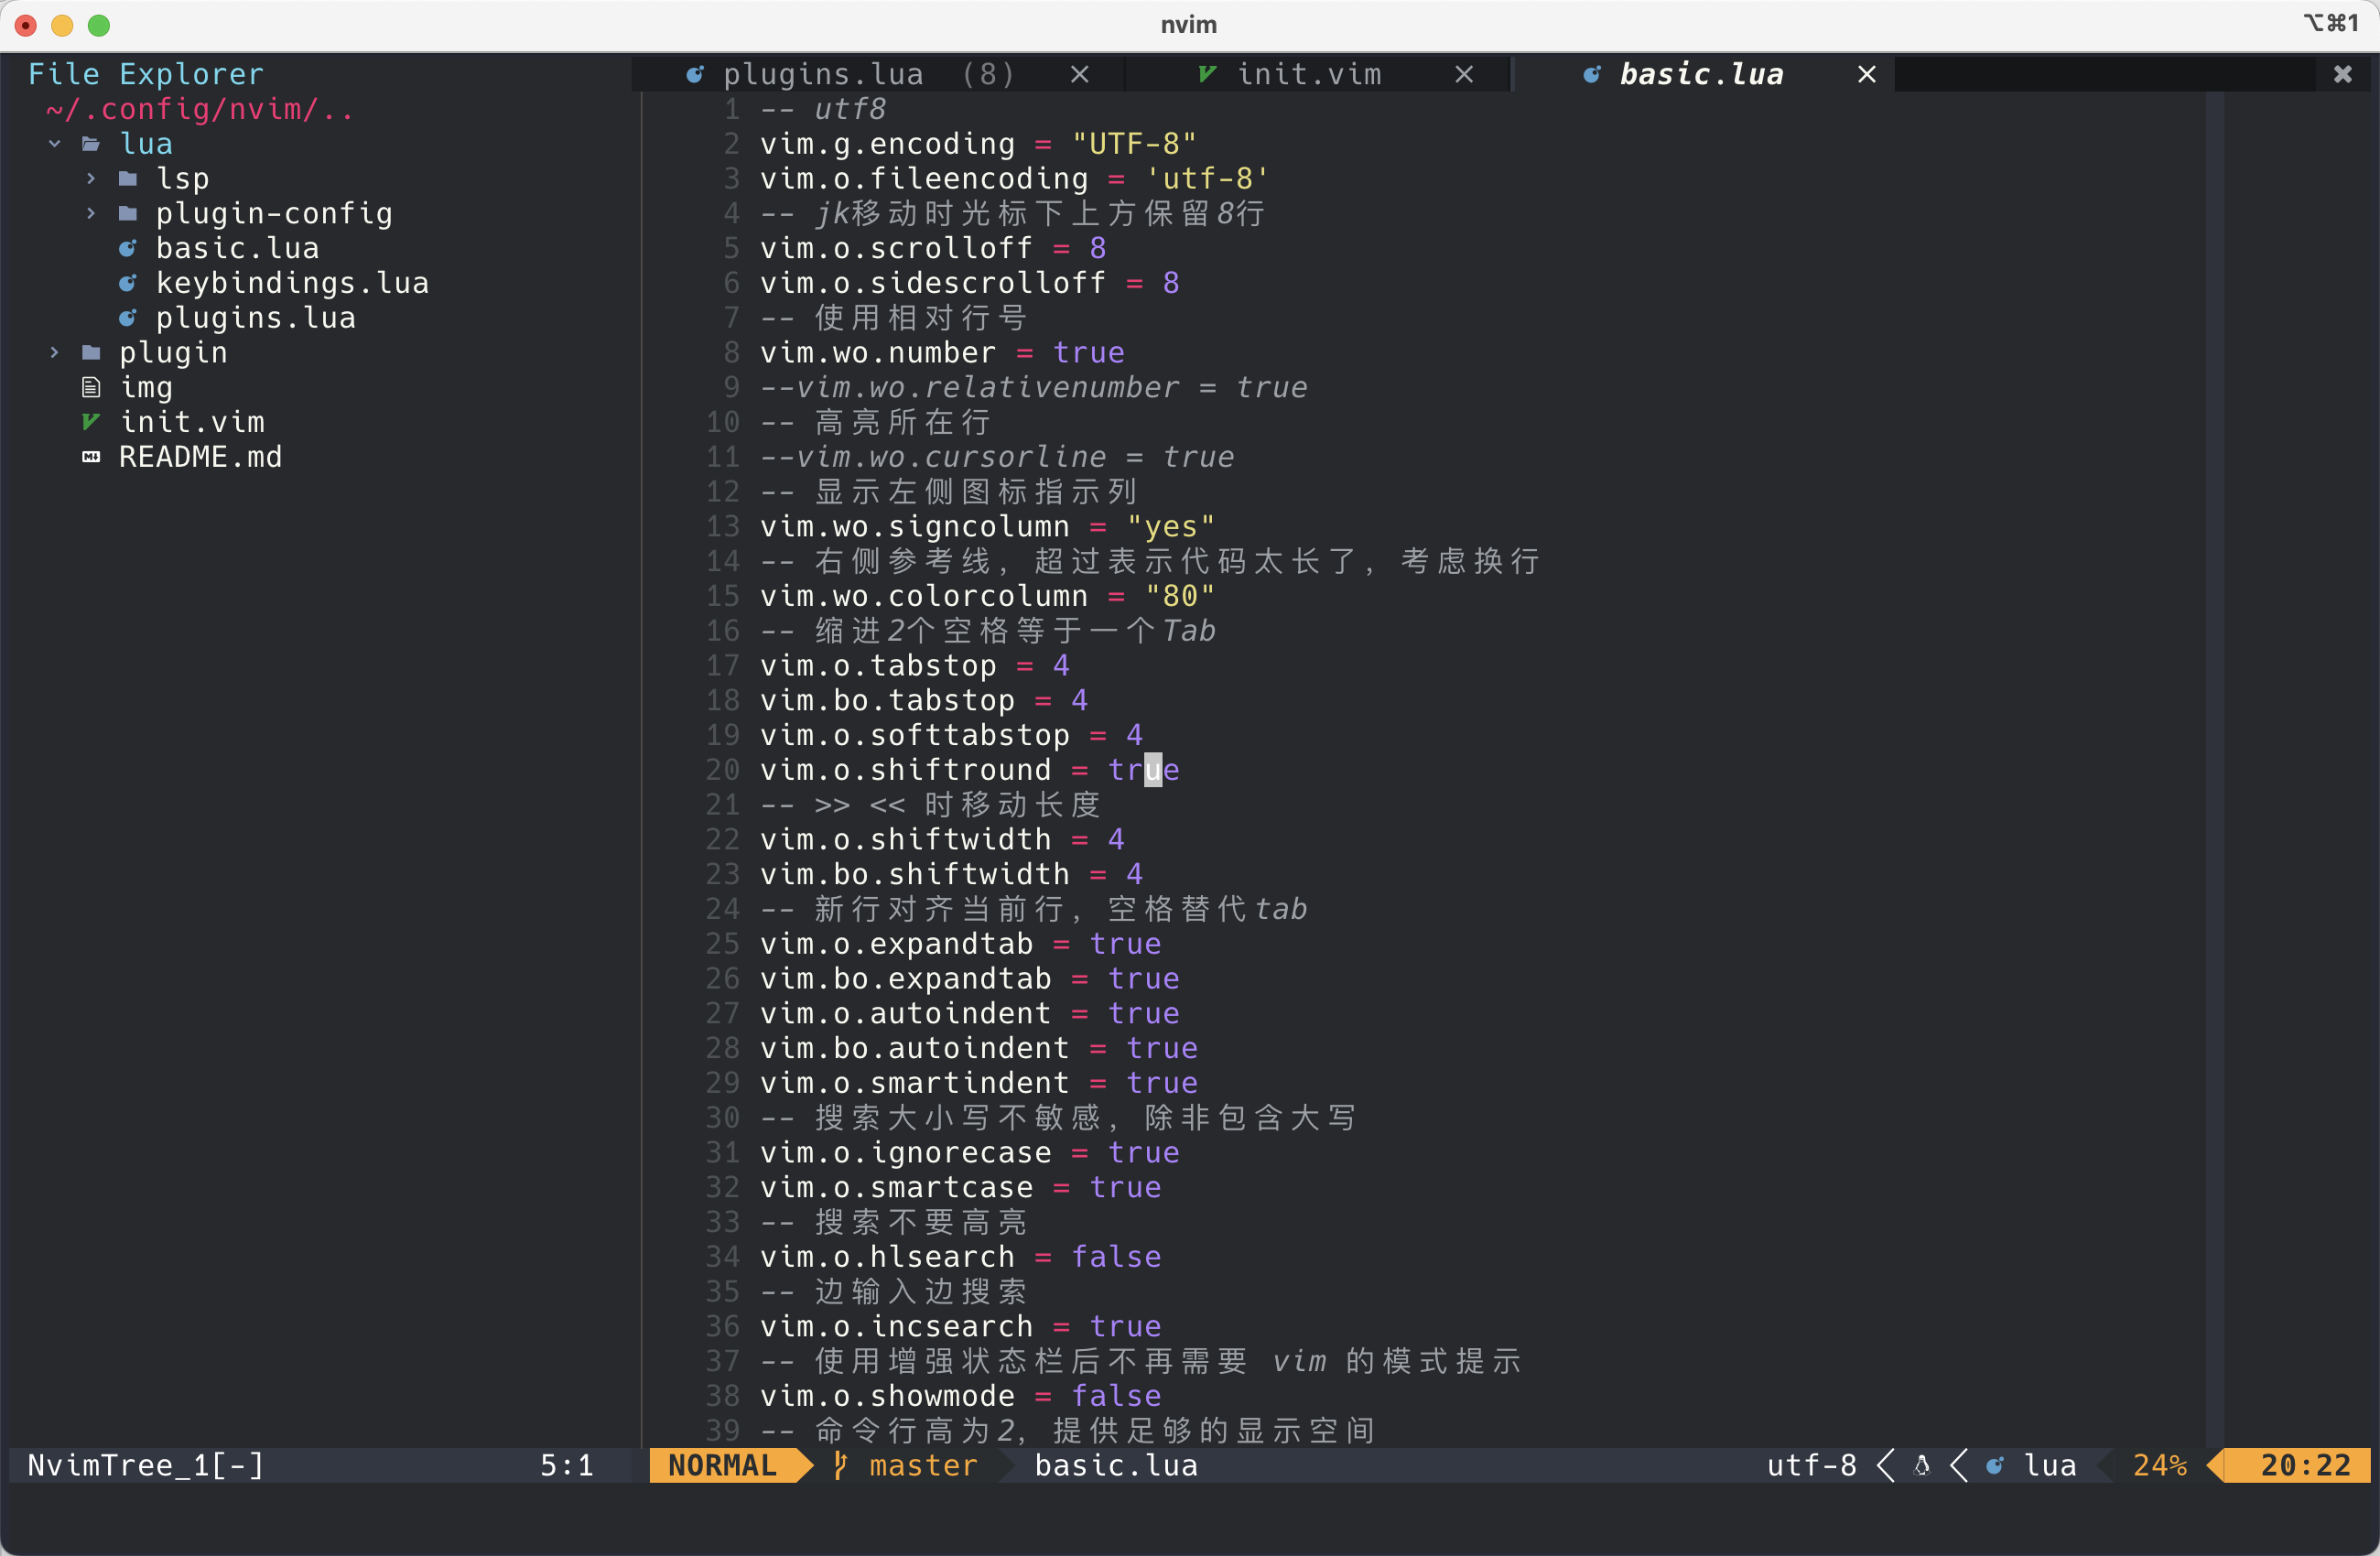 nvim
⌥⌘1
File Explorer
~/.config/nvim/..
lua
lsp
plugin-config
basic.lua
keybindings.lua
plugins.lua
plugin
img
init.vim
README.md
plugins.lua (8) × init.vim × basic.lua ×
1 -- utf8
2 vim.g.encoding = "UTF-8"
3 vim.o.fileencoding = 'utf-8'
4 -- jk移动时光标下上方保留8行
5 vim.o.scrolloff = 8
6 vim.o.sidescrolloff = 8
7 -- 使用相对行号
8 vim.wo.number = true
9 --vim.wo.relativenumber = true
10 -- 高亮所在行
11 --vim.wo.cursorline = true
12 -- 显示左侧图标指示列
13 vim.wo.signcolumn = "yes"
14 -- 右侧参考线，超过表示代码太长了，考虑换行
15 vim.wo.colorcolumn = "80"
16 -- 缩进2个空格等于一个Tab
17 vim.o.tabstop = 4
18 vim.bo.tabstop = 4
19 vim.o.softtabstop = 4
20 vim.o.shiftround = true
21 -- >> << 时移动长度
22 vim.o.shiftwidth = 4
23 vim.bo.shiftwidth = 4
24 -- 新行对齐当前行，空格替代tab
25 vim.o.expandtab = true
26 vim.bo.expandtab = true
27 vim.o.autoindent = true
28 vim.bo.autoindent = true
29 vim.o.smartindent = true
30 -- 搜索大小写不敏感，除非包含大写
31 vim.o.ignorecase = true
32 vim.o.smartcase = true
33 -- 搜索不要高亮
34 vim.o.hlsearch = false
35 -- 边输入边搜索
36 vim.o.incsearch = true
37 -- 使用增强状态栏后不再需要 vim 的模式提示
38 vim.o.showmode = false
39 -- 命令行高为2，提供足够的显示空间
NvimTree_1[-] 5:1 NORMAL master basic.lua utf-8 lua 24% 20:22